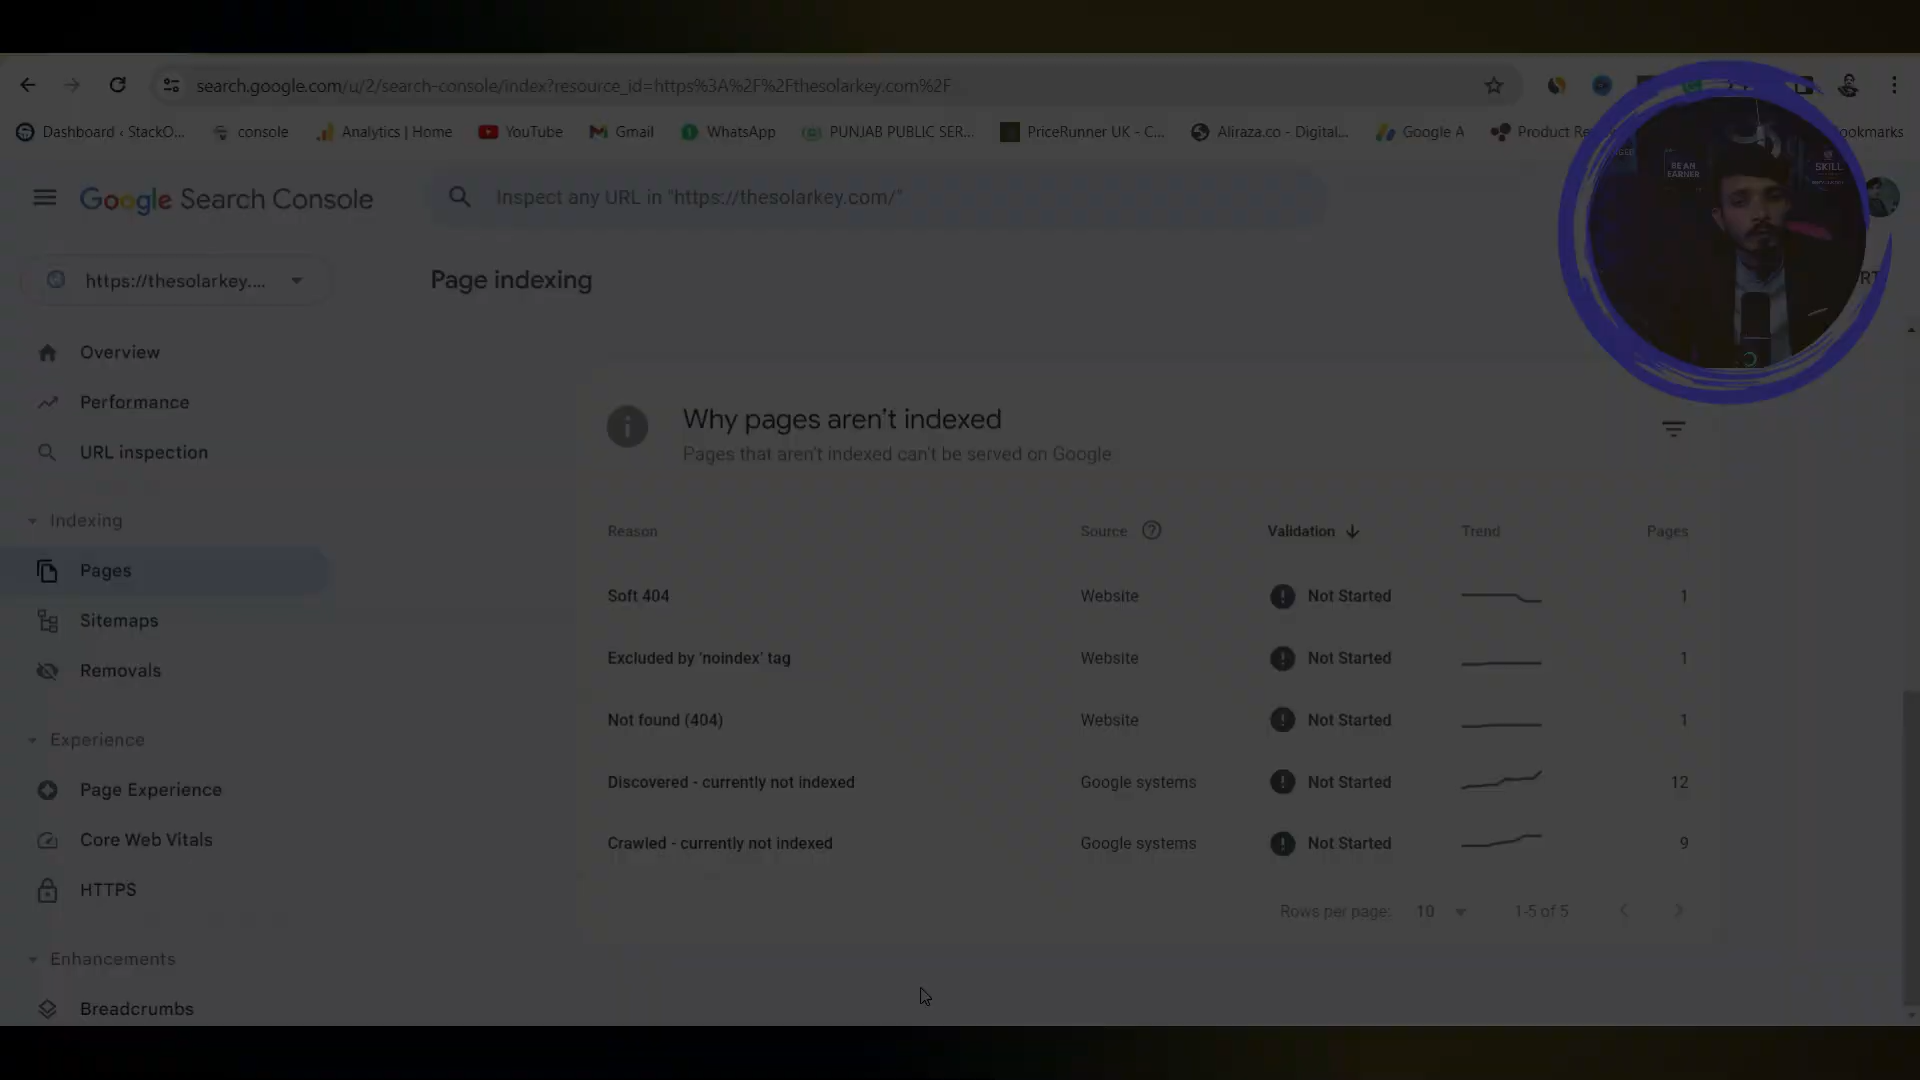 search.google.com/u/2/search-console/index?resource_id=https%3A%2F%2Fthesolarkey.com%2F
Dashboard ‹ StackO... console Analytics | Home YouTube Gmail WhatsApp PUNJAB PUBLIC SER... PriceRunner UK - C... Aliraza.co - Digital... Google A Product Re ookmarks
Google Search Console
Inspect any URL in "https://thesolarkey.com/"
BE AN
EARNER
SKILL
https://thesolarkey....
Page indexing
RT
Overview
Performance
URL inspection
Indexing
Pages
Sitemaps
Removals
Experience
Page Experience
Core Web Vitals
HTTPS
Enhancements
Breadcrumbs
Why pages aren't indexed
Pages that aren't indexed can't be served on Google
Reason Source Validation Trend Pages
Soft 404 Website Not Started 1
Excluded by 'noindex' tag Website Not Started 1
Not found (404) Website Not Started 1
Discovered - currently not indexed Google systems Not Started 12
Crawled - currently not indexed Google systems Not Started 9
Rows per page: 10 1-5 of 5